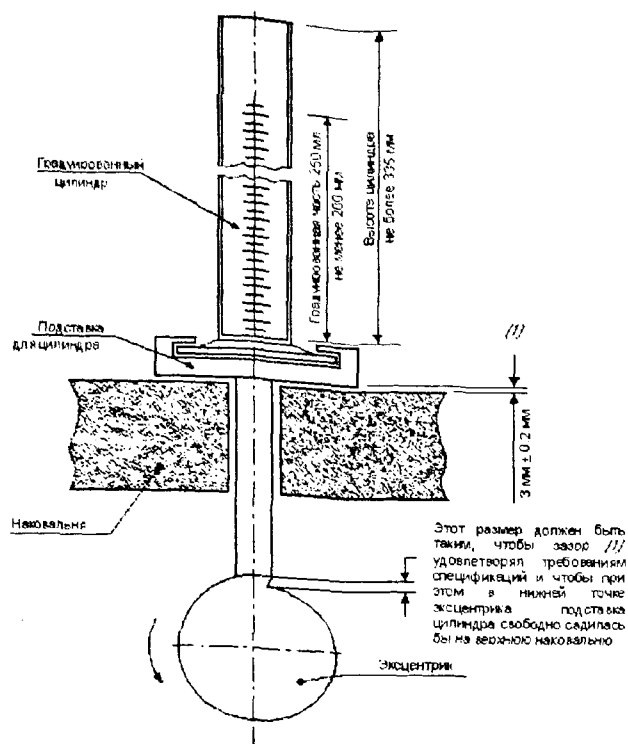 Градуированный
цилиндр
Градуированная часть 250 мл
не менее 200 мм
Высота цилиндра
не более 335 мм
Подставка
для цилиндра
(1)
3 мм ± 0.2 мм
Наковальня
Этот размер должен быть
таким, чтобы зазор (1)
удовлетворял требованиям
спецификаций и чтобы при
этом в нижней точке
эксцентрика подставка
цилиндра свободно садилась
бы на верхнюю наковальню
Эксцентрик